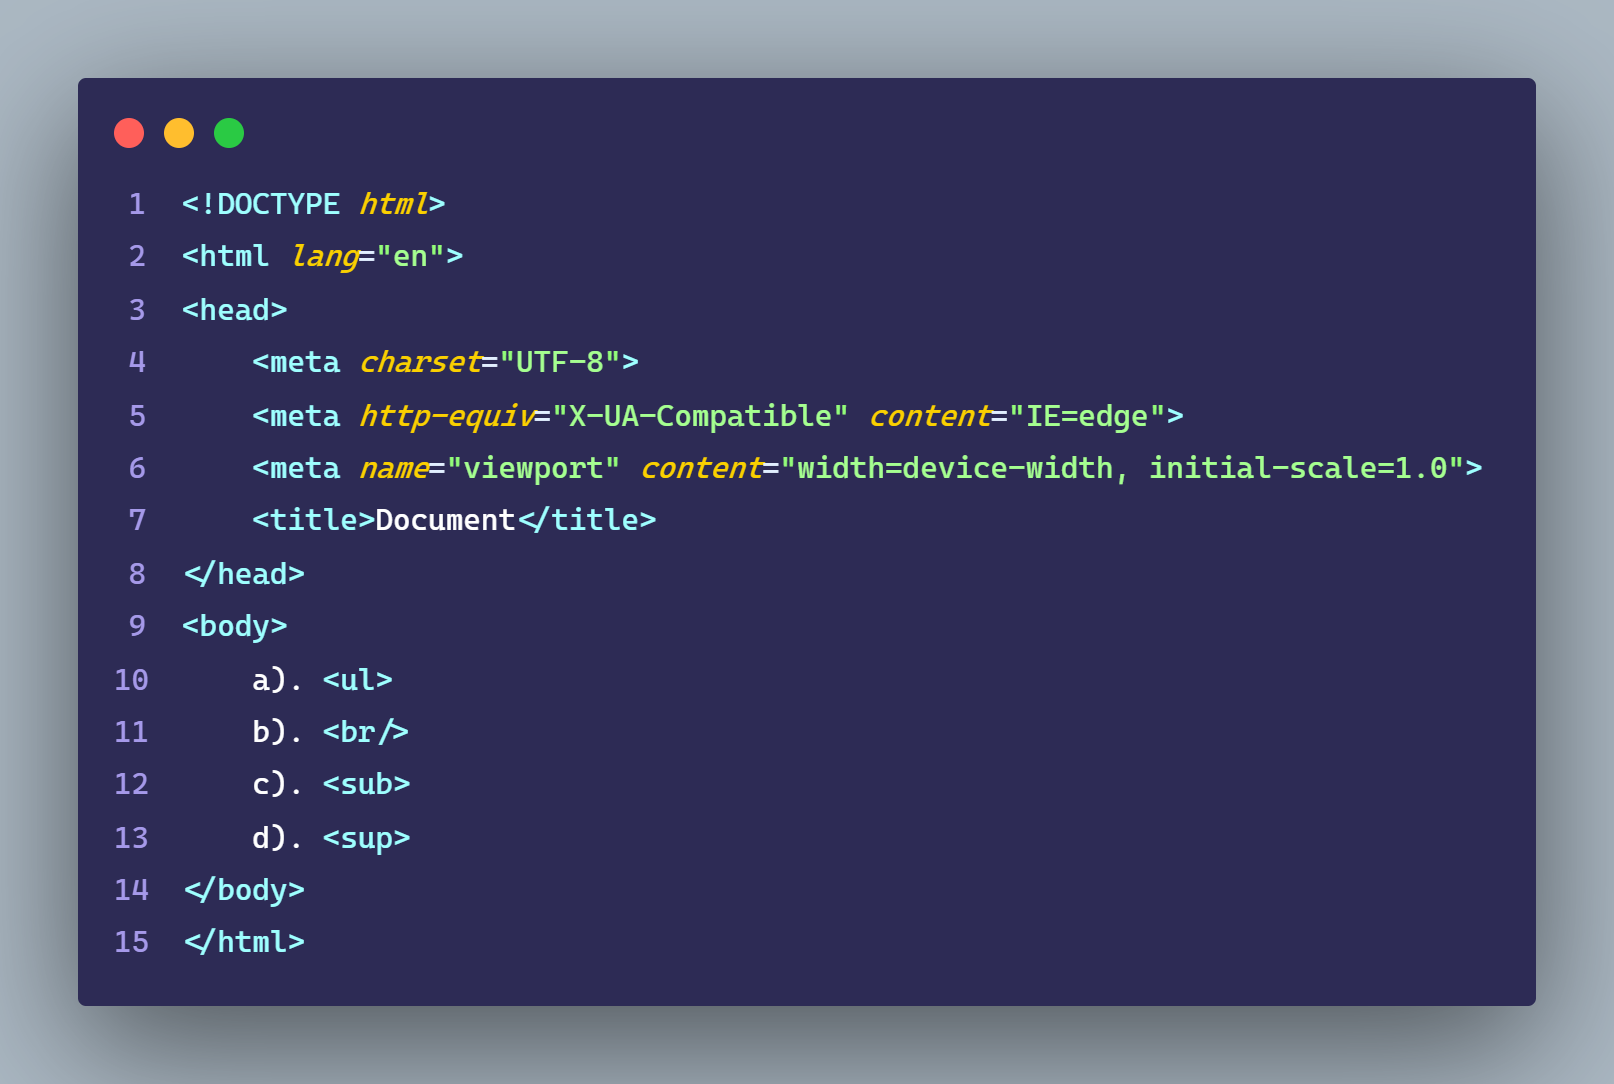 1 <!DOCTYPE html>
2 <html lang="en">
3 <head>
4     <meta charset="UTF-8">
5     <meta http-equiv="X-UA-Compatible" content="IE=edge">
6     <meta name="viewport" content="width=device-width, initial-scale=1.0">
7     <title>Document</title>
8 </head>
9 <body>
10     a). <ul>
11     b). <br/>
12     c). <sub>
13     d). <sup>
14 </body>
15 </html>